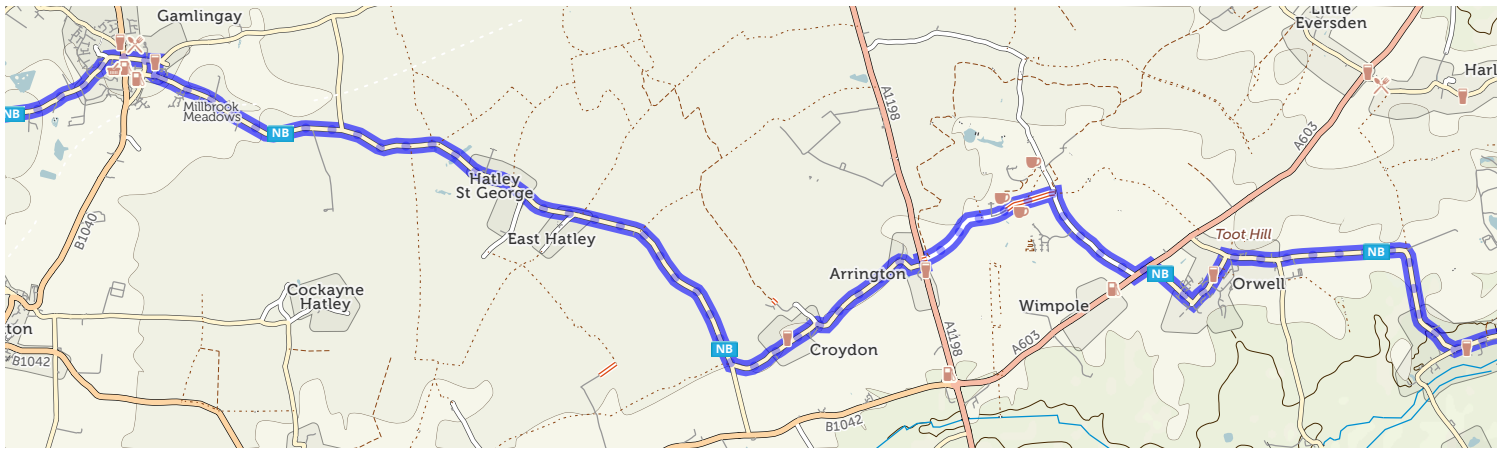 Gamlingay
Little
Eversden
Harl
NB
A1198
Millbrook
Meadows
NB
A603
Hatley
St George
B1040
East Hatley
Toot Hill
NB
Arrington
NB
Orwell
Cockayne
Hatley
Wimpole
ton
A1198
A603
NB
Croydon
B1042
B1042